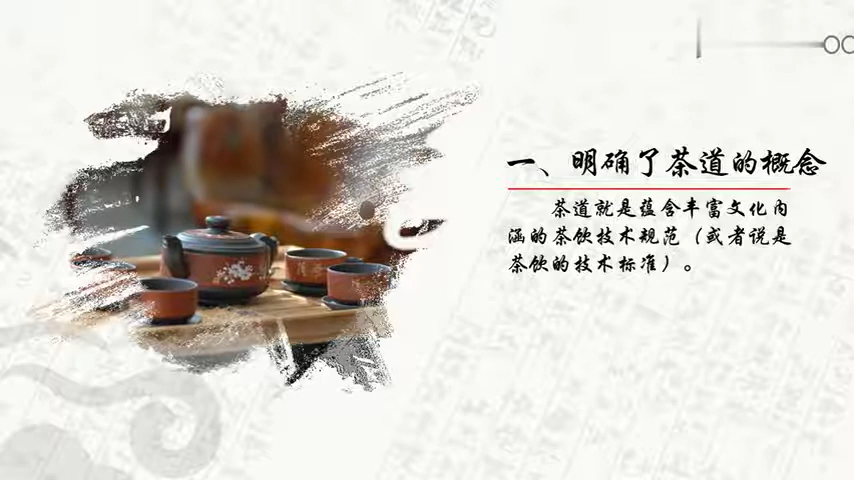 一、明确了茶道的概念
茶道就是蕴含丰富文化内
涵的茶饮技术规范（或者说是
茶饮的技术标准）。